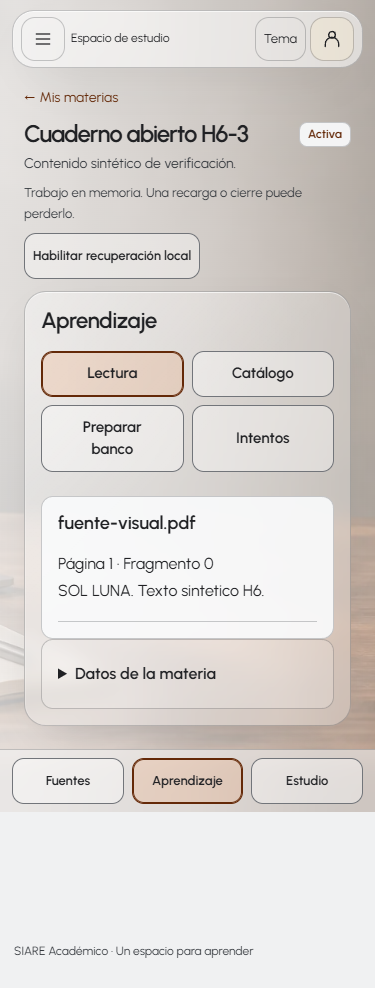 Espacio de estudio
Tema
← Mis materias
Cuaderno abierto H6-3
Activa
Contenido sintético de verificación.
Trabajo en memoria. Una recarga o cierre puede
perderlo.
Habilitar recuperación local
Aprendizaje
Lectura
Catálogo
Preparar
banco
Intentos
fuente-visual.pdf
Página 1 · Fragmento 0
SOL LUNA. Texto sintetico H6.
Datos de la materia
Fuentes
Aprendizaje
Estudio
SIARE Académico · Un espacio para aprender